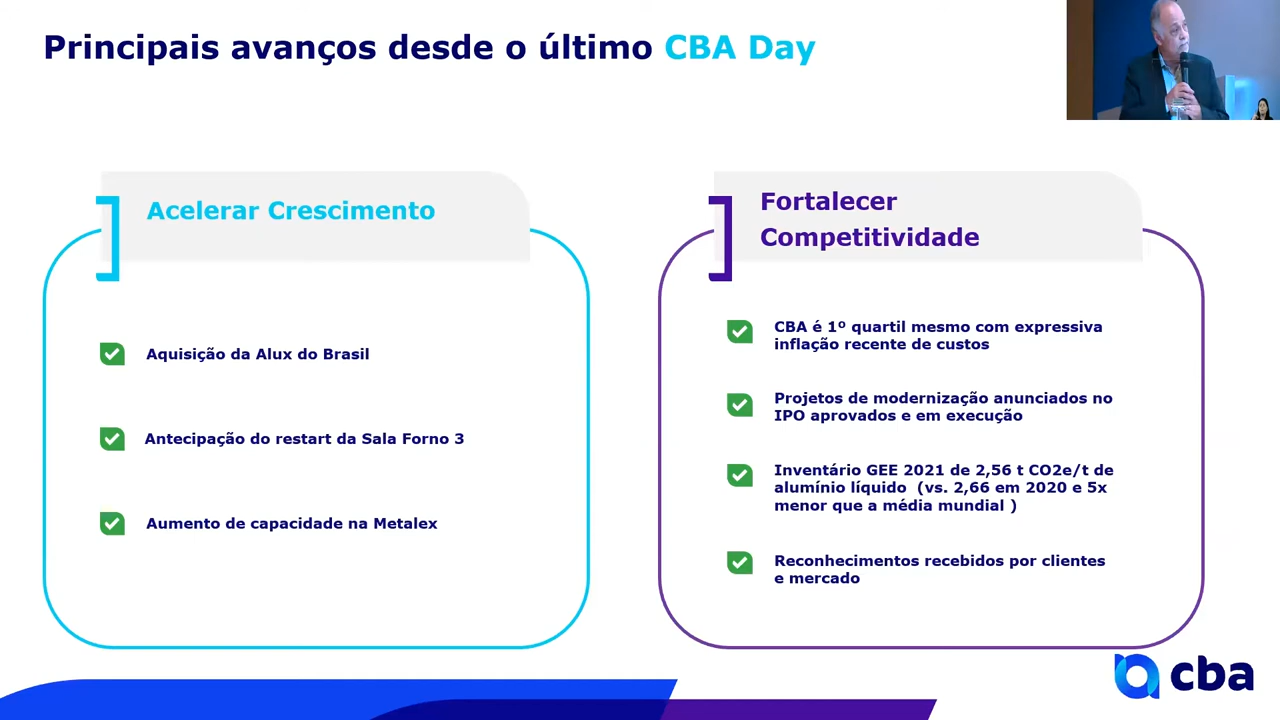 Principais avanços desde o último CBA Day
Acelerar Crescimento
Aquisição da Alux do Brasil
Antecipação do restart da Sala Forno 3
Aumento de capacidade na Metalex
Fortalecer
Competitividade
CBA é 1º quartil mesmo com expressiva
inflação recente de custos
Projetos de modernização anunciados no
IPO aprovados e em execução
Inventário GEE 2021 de 2,56 t CO2e/t de
alumínio líquido (vs. 2,66 em 2020 e 5x
menor que a média mundial )
Reconhecimentos recebidos por clientes
e mercado
cba